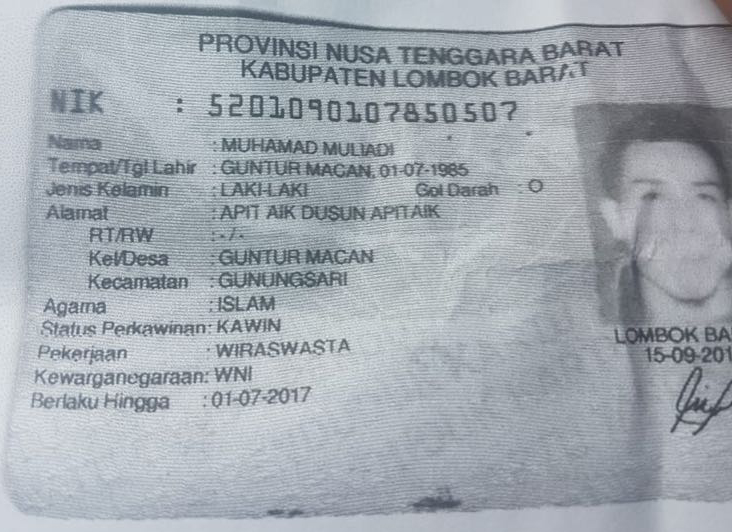 PROVINSI NUSA TENGGARA BARAT
KABUPATEN LOMBOK BARAT
NIK : 5201090107850507
Nama : MUHAMAD MULIADI
Tempat/Tgl Lahir : GUNTUR MACAN, 01-07-1985
Jenis Kelamin : LAKI-LAKI Gol Darah : O
Alamat : APIT AIK DUSUN APITAIK
RT/RW : - / -
Kel/Desa : GUNTUR MACAN
Kecamatan : GUNUNGSARI
Agama : ISLAM
Status Perkawinan: KAWIN
Pekerjaan : WIRASWASTA
Kewarganegaraan: WNI
Berlaku Hingga : 01-07-2017
LOMBOK BA
15-09-201